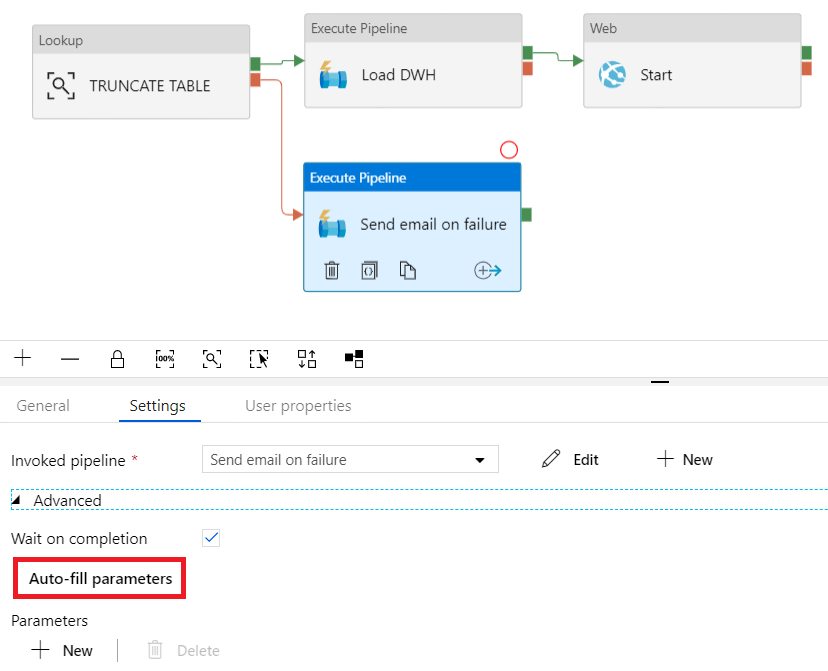 Lookup
TRUNCATE TABLE
Execute Pipeline
Load DWH
Web
Start
Execute Pipeline
Send email on failure
100%
General Settings User properties
Invoked pipeline * Send email on failure Edit New
Advanced
Wait on completion
Auto-fill parameters
Parameters
New Delete